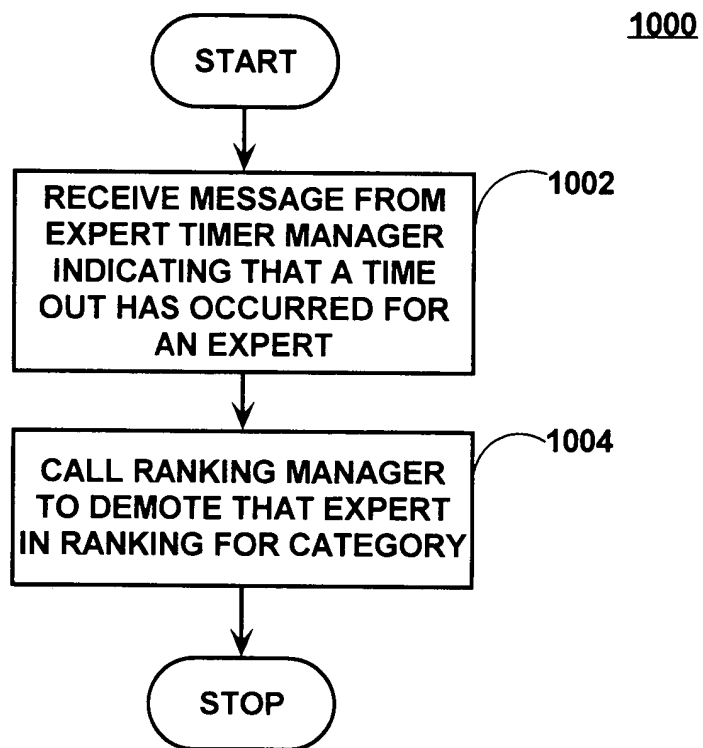 1000
START
RECEIVE MESSAGE FROM
EXPERT TIMER MANAGER
INDICATING THAT A TIME
OUT HAS OCCURRED FOR
AN EXPERT
1002
CALL RANKING MANAGER
TO DEMOTE THAT EXPERT
IN RANKING FOR CATEGORY
1004
STOP